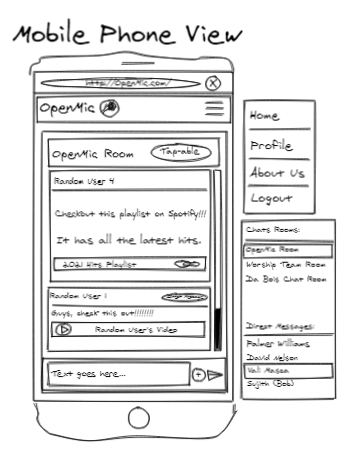 Mobile Phone View
http://OpenMic.com/
OpenMic
OpenMic Room
Tap-able
Random User 4
Checkout this playlist on Spotify!!!
It has all the latest hits.
2021 Hits Playlist
Random User 1
Guys, check this out!!!!!!!!
Random User's Video
Text goes here...
Home
Profile
About Us
Logout
Chats Rooms:
OpenMic Room
Worship Team Room
Da Bois Chat Room
Direct Messages:
Palmer Williams
David Nelson
Vali Masoa
Sujith (Bob)